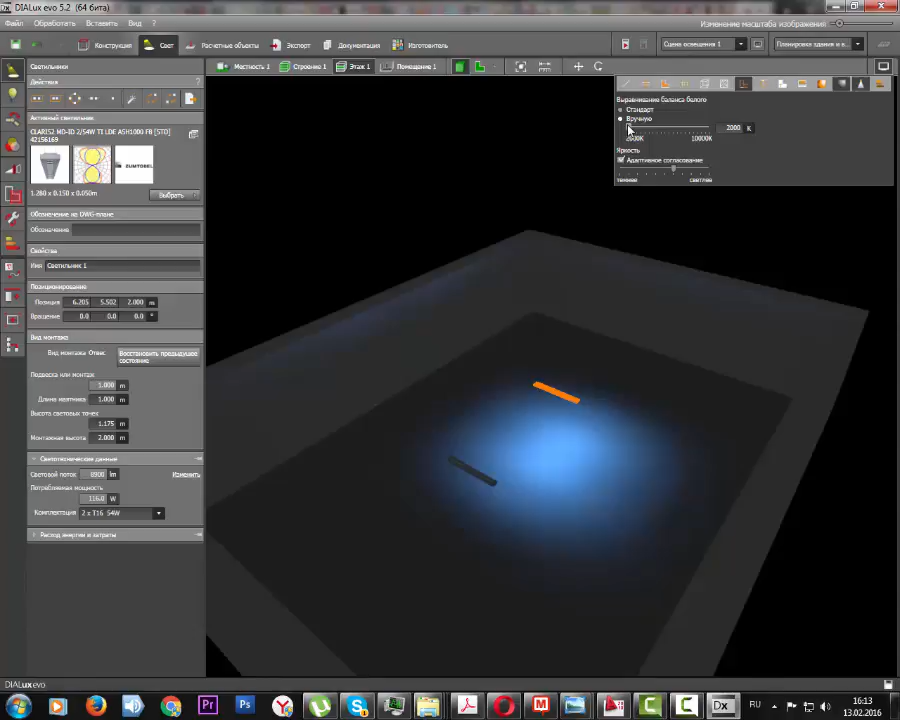 DIALux evo 5.2 (64 бита)
Файл Обработать Вставить Вид ?
Изменение масштаба изображения
Конструкция
Свет
Расчетные объекты
Экспорт
Документация
Изготовитель
Сцена освещения 1
Планировка здания и в
Светильники
Местность 1
Строение 1
Этаж 1
Помещение 1
Действия ?
Активный светильник
CLARIS2 MD-ID 2/54W T1 LDE ASH1000 FB [STD]
42156169
ZUMTOBEL
1.280 x 0.150 x 0.050m
Выбрать
Обозначение на DWG-плане
Обозначение
Свойства
Имя Светильник 1
Позиционирование
Позиция 6.205 5.502 2.000 m
Вращение 0.0 0.0 0.0 °
Вид монтажа
Вид монтажа Отвис
Восстановить предыдущее состояние
Подвеска или монтаж
1.000 m
Длина маятника 1.000 m
Высота световых точек
1.175 m
Монтажная высота 2.000 m
Светотехнические данные
Световой поток 8900 lm Изменить
Потребляемая мощность
116.0 W
Комплектация 2 x T16 54W
Расход энергии и затраты
Выравнивание баланса белого
Стандарт
Вручную
2000 K
10000K
Яркость
Адаптивное согласование
темнее светлее
DIALux evo
RU
16:13
13.02.2016